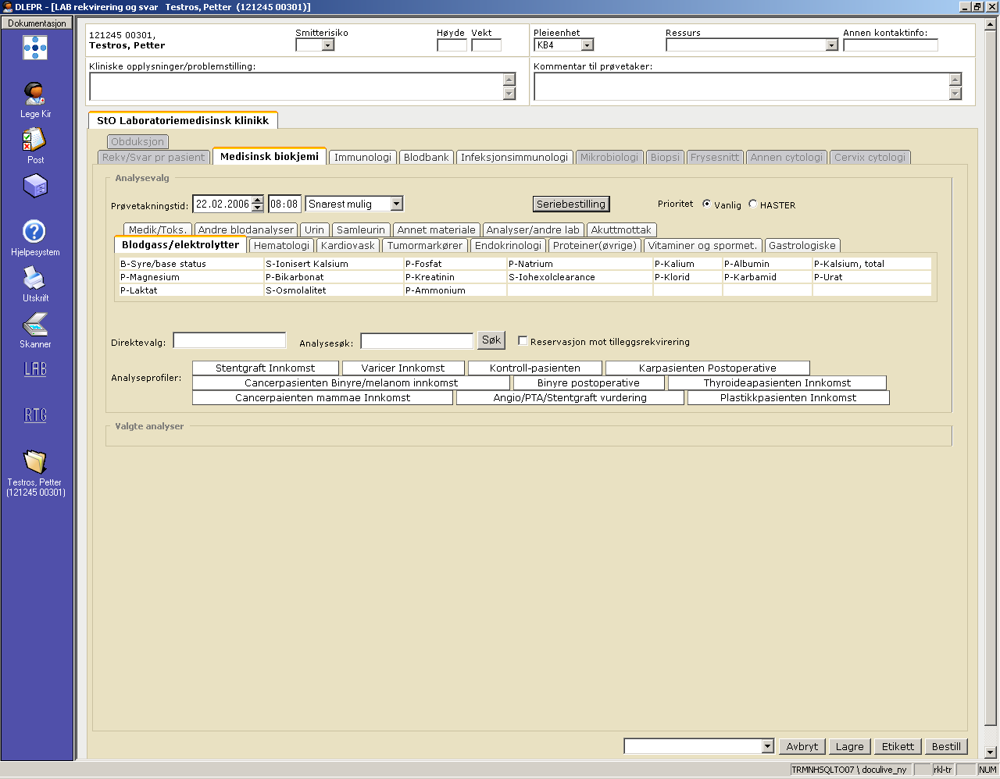 DLEPR - [LAB rekvirering og svar Testros, Petter (121245 00301)]
Dokumentasjon
Lege Kir
Post
Hjelpesystem
Utskrift
Skanner
LAB
RTG
Testros, Petter
(121245 00301)
121245 00301,
Testros, Petter
Smitterisiko
Høyde Vekt
Pleieenhet
KB4
Ressurs
Annen kontaktinfo:
Kliniske opplysninger/problemstilling:
Kommentar til prøvetaker:
StO Laboratoriemedisinsk klinikk
Obduksjon
Rekv/Svar pr pasient Medisinsk biokjemi Immunologi Blodbank Infeksjonsimmunologi Mikrobiologi Biopsi Frysesnitt Annen cytologi Cervix cytologi
Analysevalg
Prøvetakningstid: 22.02.2006 08:08 Snarest mulig Seriebestilling Prioritet Vanlig HASTER
Medik/Toks. Andre blodanalyser Urin Samleurin Annet materiale Analyser/andre lab Akuttmottak
Blodgass/elektrolytter Hematologi Kardiovask Tumormarkører Endokrinologi Proteiner(øvrige) Vitaminer og spormet. Gastrologiske
B-Syre/base status S-Ionisert Kalsium P-Fosfat P-Natrium P-Kalium P-Albumin P-Kalsium, total
P-Magnesium P-Bikarbonat P-Kreatinin S-Iohexolclearance P-Klorid P-Karbamid P-Urat
P-Laktat S-Osmolalitet P-Ammonium
Direktevalg: Analysesøk: Søk Reservasjon mot tilleggsrekvirering
Analyseprofiler:
Stentgraft Innkomst Varicer Innkomst Kontroll-pasienten Karpasienten Postoperative
Cancerpasienten Binyre/melanom innkomst Binyre postoperative Thyroideapasienten Innkomst
Cancerpaienten mammae Innkomst Angio/PTA/Stentgraft vurdering Plastikkpasienten Innkomst
Valgte analyser
Avbryt Lagre Etikett Bestill
TRMNHSQLTO07 \ doculive_ny rkl-tr NUM